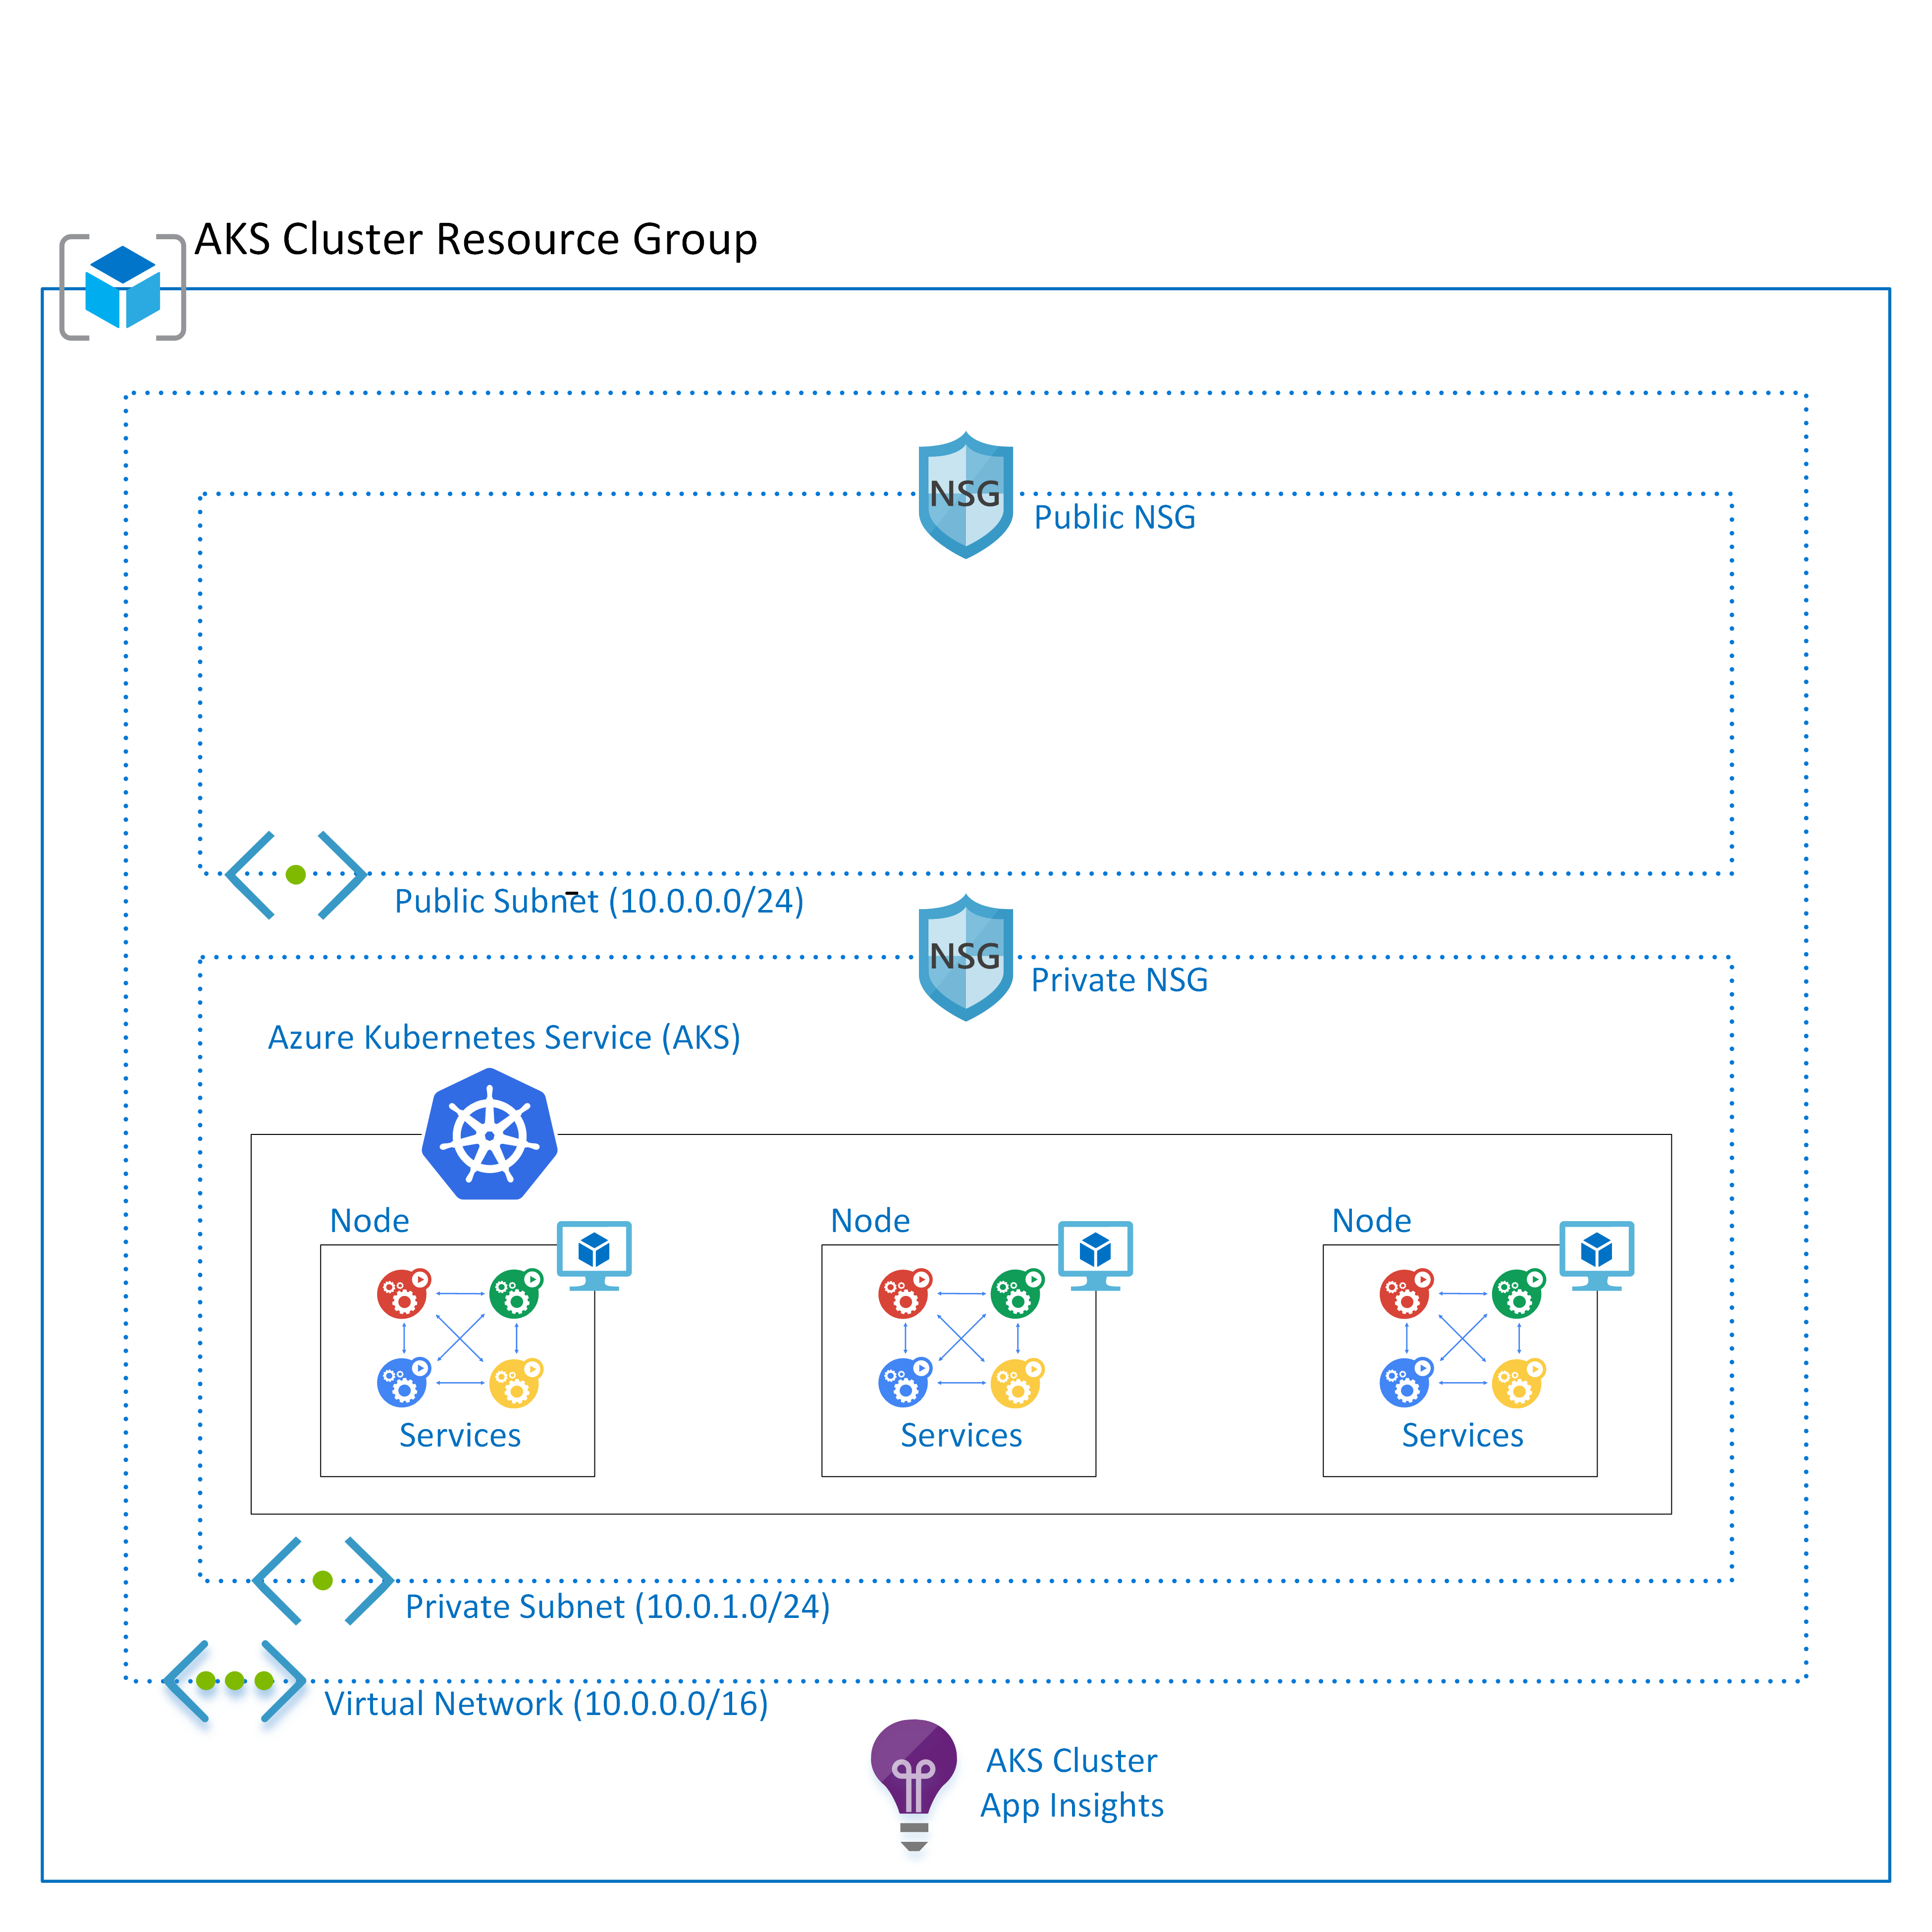 AKS Cluster Resource Group
NSG
Public NSG
Public Subnet (10.0.0.0/24)
NSG
Private NSG
Azure Kubernetes Service (AKS)
Node
Node
Node
Services
Services
Services
Private Subnet (10.0.1.0/24)
Virtual Network (10.0.0.0/16)
AKS Cluster
App Insights